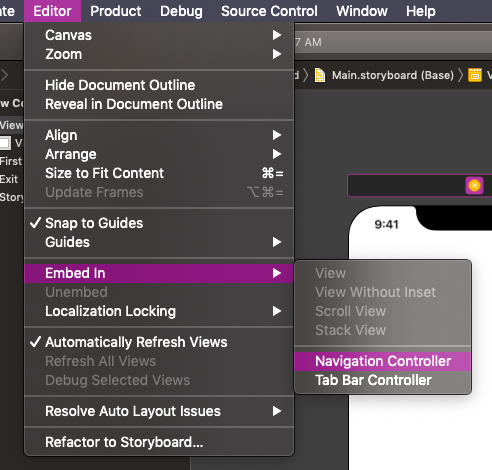 Editor Product Debug Source Control Window Help
Canvas
Zoom
7 AM
Hide Document Outline
Reveal in Document Outline
Main.storyboard (Base)
View
First
Exit
Align
Arrange
Size to Fit Content ⌘=
Update Frames ⌥⌘=
Snap to Guides
Guides
9:41
Embed In
Unembed
Localization Locking
View
View Without Inset
Scroll View
Stack View
Automatically Refresh Views
Refresh All Views
Debug Selected Views
Navigation Controller
Tab Bar Controller
Resolve Auto Layout Issues
Refactor to Storyboard...